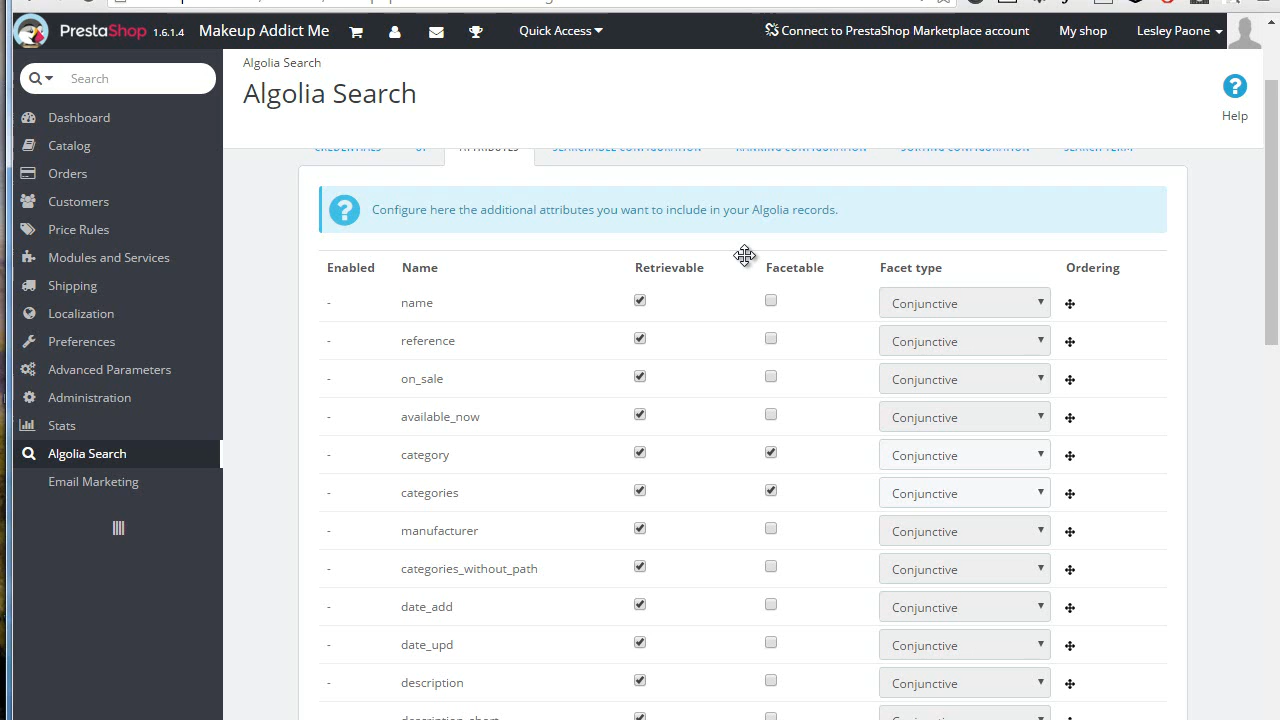 PrestaShop 1.6.1.4 Makeup Addict Me Quick Access Connect to PrestaShop Marketplace account My shop Lesley Paone
Search
Dashboard
Catalog
Orders
Customers
Price Rules
Modules and Services
Shipping
Localization
Preferences
Advanced Parameters
Administration
Stats
Algolia Search
Email Marketing
Algolia Search
Algolia Search
Help
CREDENTIALS UI ATTRIBUTES SEARCHABLE CONFIGURATION RANKING CONFIGURATION SORTING CONFIGURATION SEARCH TERM
Configure here the additional attributes you want to include in your Algolia records.
Enabled Name Retrievable Facetable Facet type Ordering
- name Conjunctive
- reference Conjunctive
- on_sale Conjunctive
- available_now Conjunctive
- category Conjunctive
- categories Conjunctive
- manufacturer Conjunctive
- categories_without_path Conjunctive
- date_add Conjunctive
- date_upd Conjunctive
- description Conjunctive
description_short